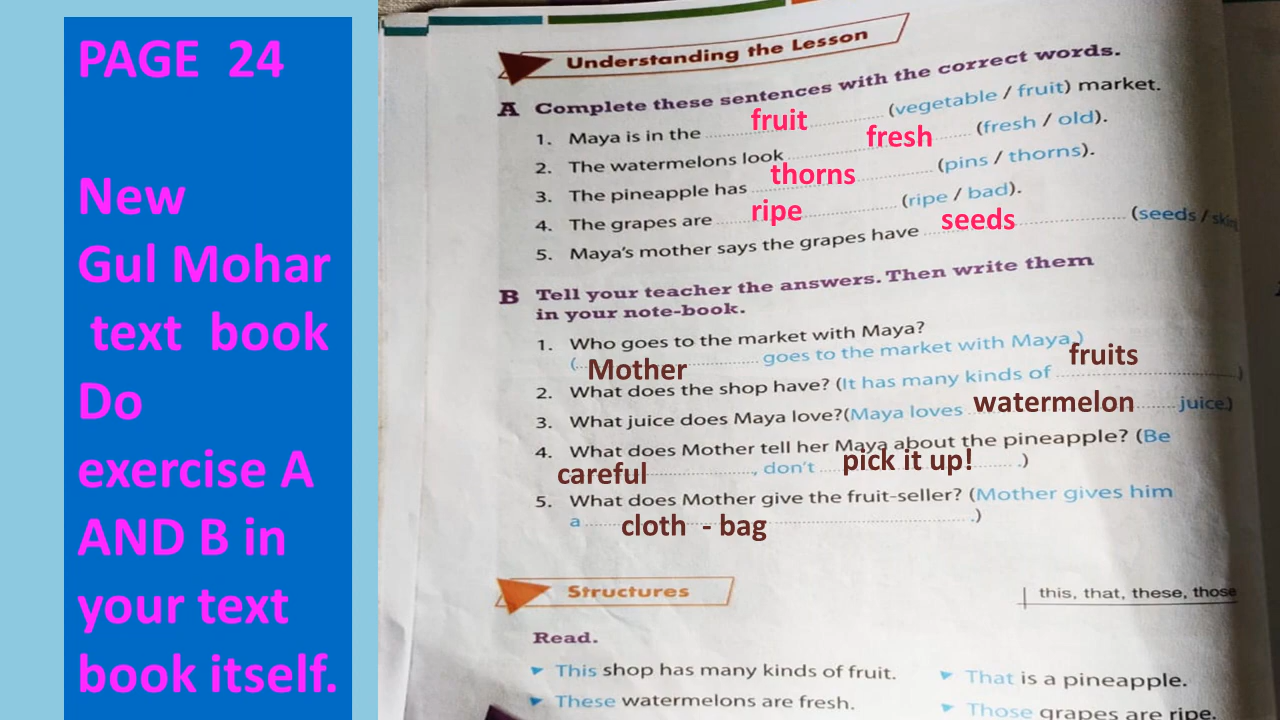 PAGE 24
New
Gul Mohar
text book
Do
exercise A
AND B in
your text
book itself.
Understanding the Lesson
A Complete these sentences with the correct words.
1. Maya is in the fruit (vegetable / fruit) market.
2. The watermelons look fresh (fresh / old).
3. The pineapple has thorns (pins / thorns).
4. The grapes are ripe (ripe / bad).
5. Maya's mother says the grapes have seeds (seeds /
B Tell your teacher the answers. Then write them
in your note-book.
1. Who goes to the market with Maya?
(Mother goes to the market with Maya.)
2. What does the shop have? (It has many kinds of fruits)
3. What juice does Maya love?(Maya loves watermelon juice.)
4. What does Mother tell her Maya about the pineapple? (Be
careful, don't pick it up! .)
5. What does Mother give the fruit-seller? (Mother gives him
a cloth - bag .)
Structures
this, that, these, those
Read.
This shop has many kinds of fruit.
That is a pineapple.
These watermelons are fresh.
Those grapes are ripe.